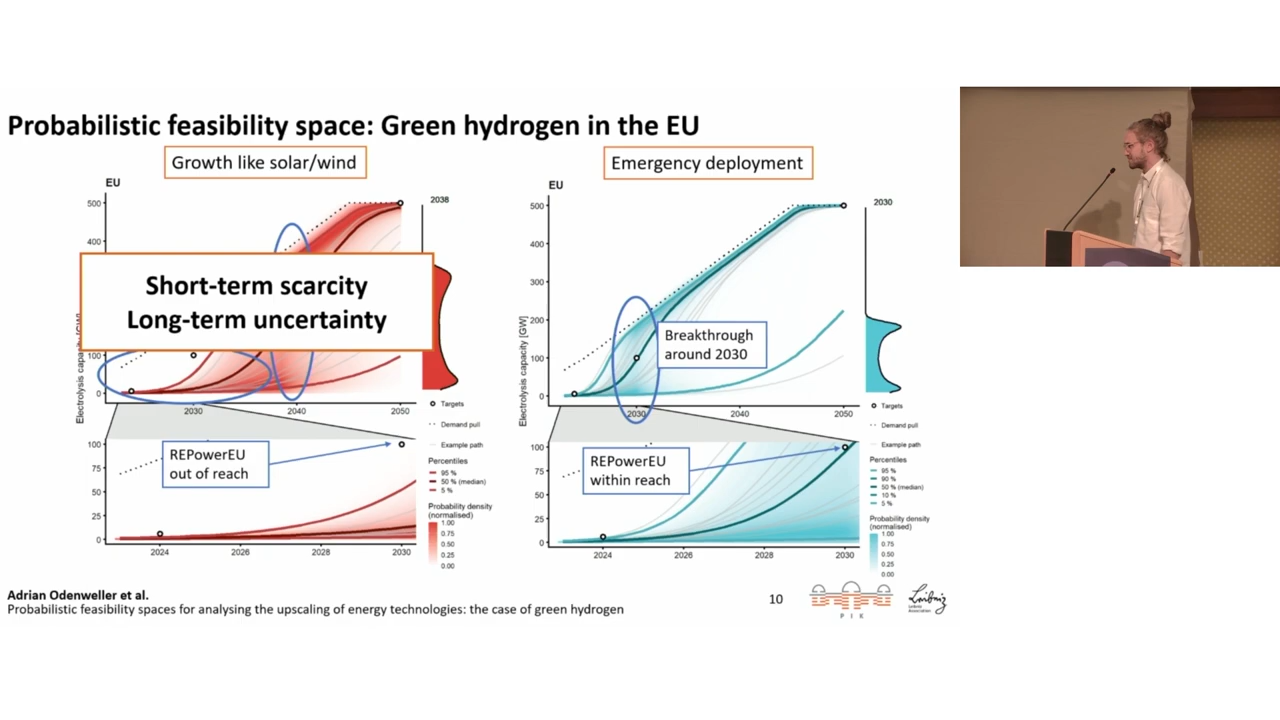 Probabilistic feasibility space: Green hydrogen in the EU
Growth like solar/wind
EU
500
400
100
0
Electrolysis capacity [GW]
2030
2040
2050
2038
Short-term scarcity
Long-term uncertainty
REPowerEU
out of reach
100
75
50
25
0
2024
2026
2028
2030
Targets
Demand pull
Example path
Percentiles
95 %
50 % (median)
5 %
Probability density
(normalised)
1.00
0.75
0.50
0.25
0.00
Emergency deployment
EU
500
400
300
200
100
0
Electrolysis capacity [GW]
2030
2040
2050
2030
Breakthrough
around 2030
REPowerEU
within reach
100
75
50
25
0
2024
2026
2028
2030
Targets
Demand pull
Example path
Percentiles
95 %
90 %
50 % (median)
10 %
5 %
Probability density
(normalised)
1.00
0.75
0.50
0.25
0.00
Adrian Odenweller et al.
Probabilistic feasibility spaces for analysing the upscaling of energy technologies: the case of green hydrogen
10
P I K
Leibniz
Leibniz
Association